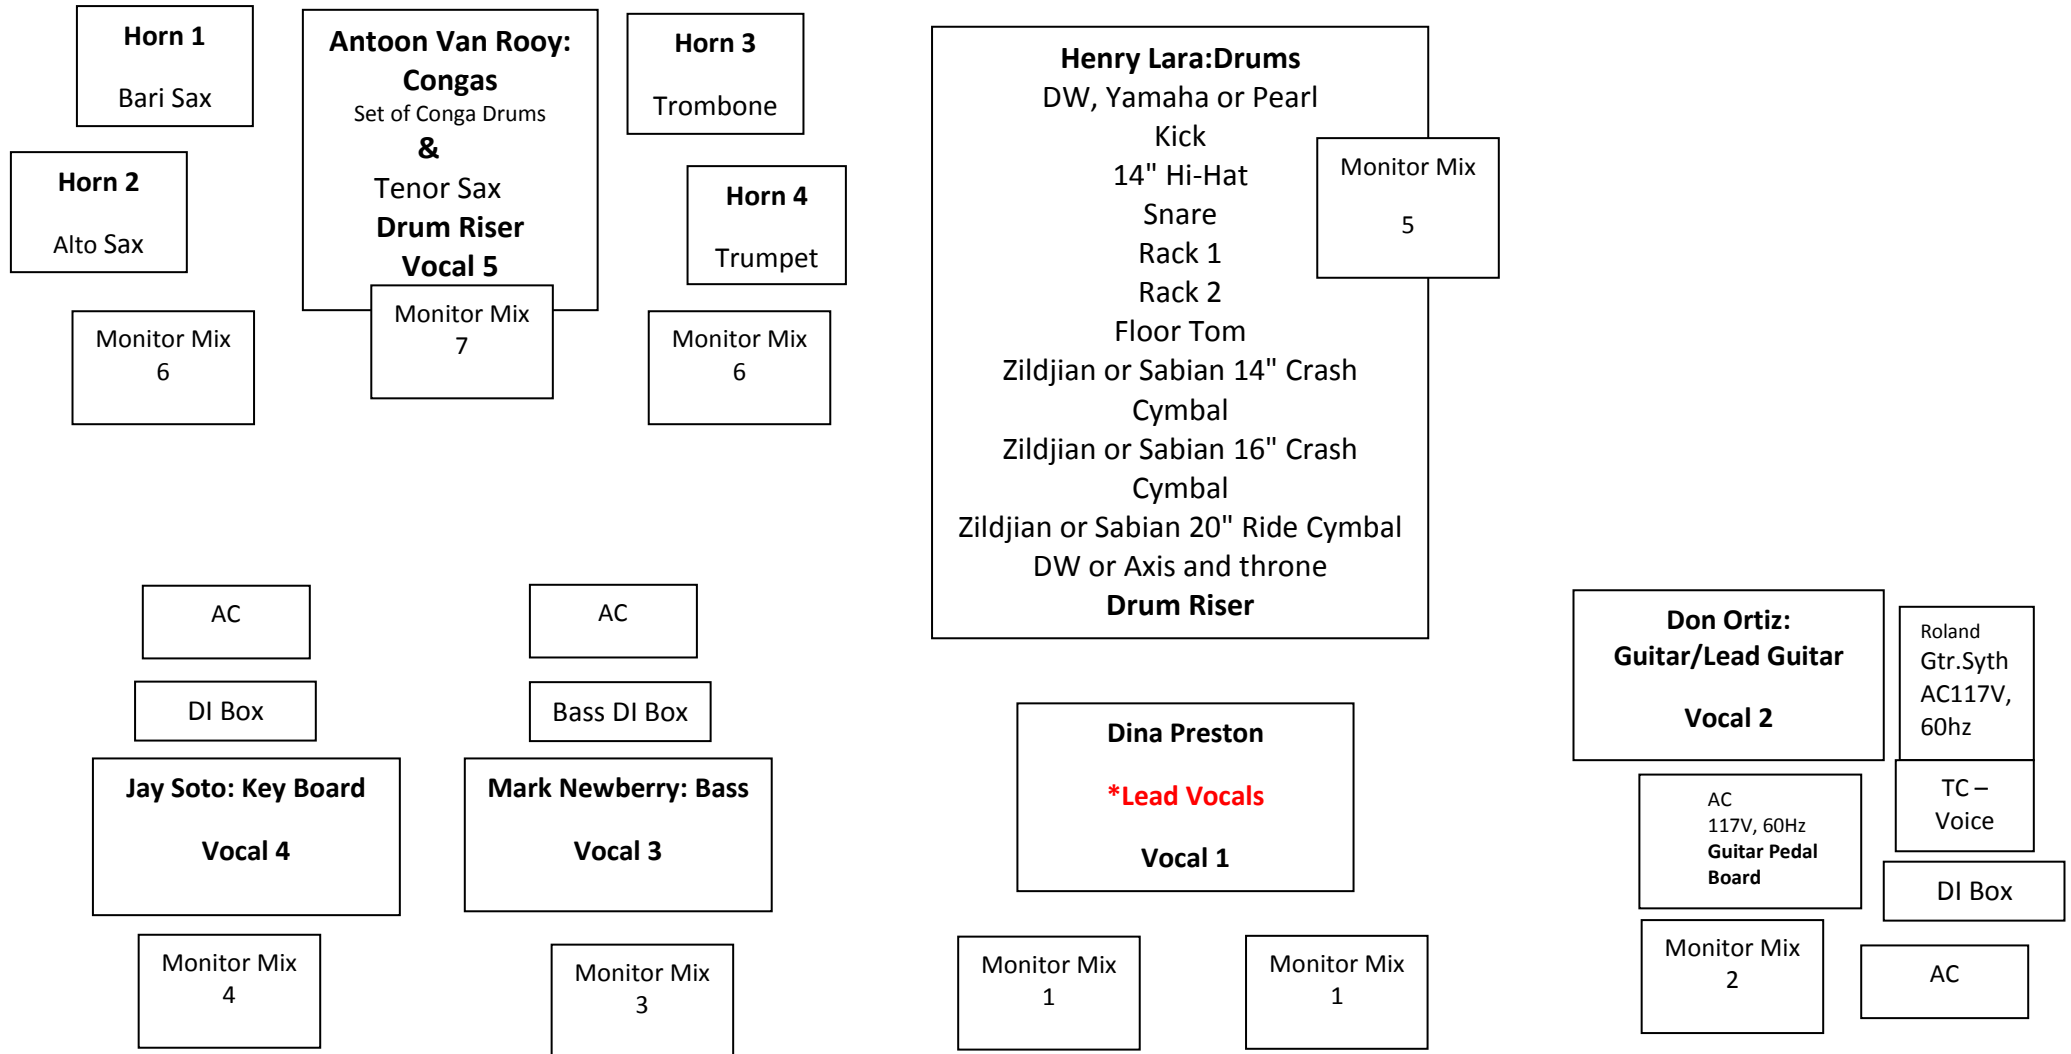 Horn 1
Bari Sax
Antoon Van Rooy:
Congas
Set of Conga Drums
&
Tenor Sax
Drum Riser
Vocal 5
Horn 3
Trombone
Horn 2
Alto Sax
Horn 4
Trumpet
Monitor Mix
6
Monitor Mix
7
Monitor Mix
6
Henry Lara:Drums
DW, Yamaha or Pearl
Kick
14" Hi-Hat
Snare
Rack 1
Rack 2
Floor Tom
Zildjian or Sabian 14" Crash
Cymbal
Zildjian or Sabian 16" Crash
Cymbal
Zildjian or Sabian 20" Ride Cymbal
DW or Axis and throne
Drum Riser
Monitor Mix
5
AC
DI Box
Jay Soto: Key Board
Vocal 4
Monitor Mix
4
AC
Bass DI Box
Mark Newberry: Bass
Vocal 3
Monitor Mix
3
Dina Preston
*Lead Vocals
Vocal 1
Monitor Mix
1
Monitor Mix
1
Don Ortiz:
Guitar/Lead Guitar
Vocal 2
Roland
Gtr.Syth
AC117V,
60hz
TC –
Voice
AC
117V, 60Hz
Guitar Pedal
Board
DI Box
Monitor Mix
2
AC